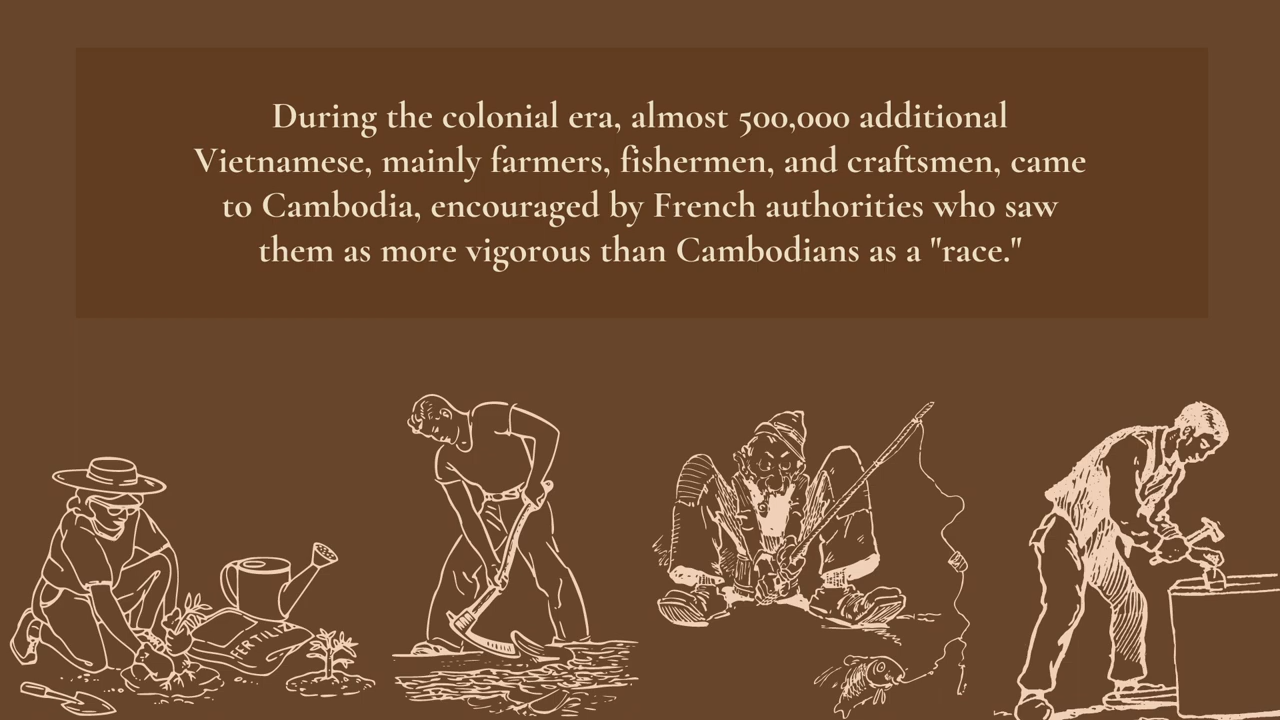 During the colonial era, almost 500,000 additional
Vietnamese, mainly farmers, fishermen, and craftsmen, came
to Cambodia, encouraged by French authorities who saw
them as more vigorous than Cambodians as a "race."
FERTILIZ